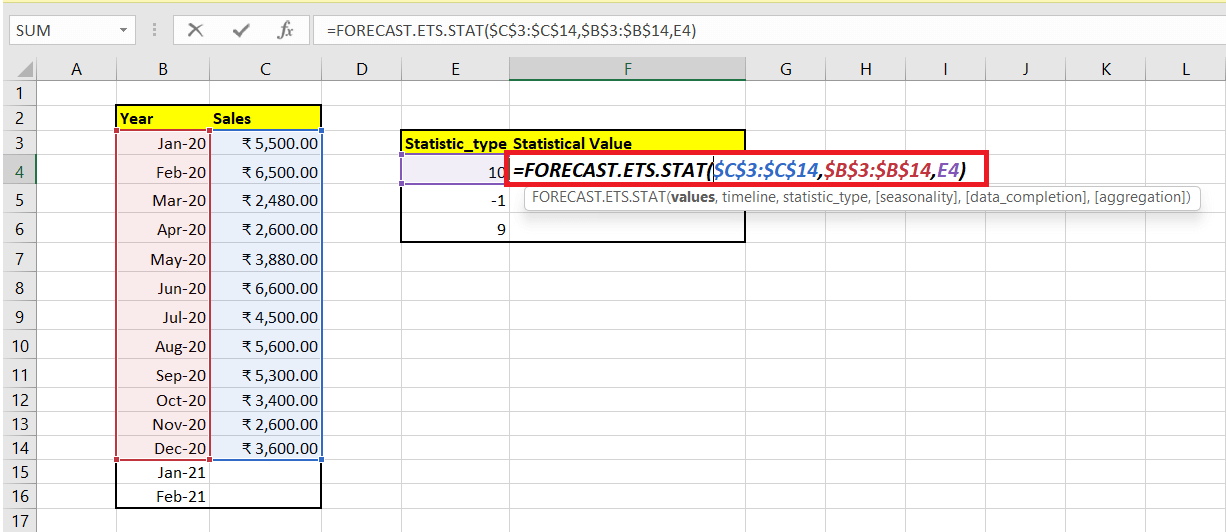 SUM fx =FORECAST.ETS.STAT($C$3:$C$14,$B$3:$B$14,E4)
A B C D E F G H I J K L
1
2 Year Sales
3 Jan-20 ₹ 5,500.00 Statistic_type Statistical Value
4 Feb-20 ₹ 6,500.00 10 =FORECAST.ETS.STAT($C$3:$C$14,$B$3:$B$14,E4)
5 Mar-20 ₹ 2,480.00 -1 FORECAST.ETS.STAT(values, timeline, statistic_type, [seasonality], [data_completion], [aggregation])
6 Apr-20 ₹ 2,600.00 9
7 May-20 ₹ 3,880.00
8 Jun-20 ₹ 6,600.00
9 Jul-20 ₹ 4,500.00
10 Aug-20 ₹ 5,600.00
11 Sep-20 ₹ 5,300.00
12 Oct-20 ₹ 3,400.00
13 Nov-20 ₹ 2,600.00
14 Dec-20 ₹ 3,600.00
15 Jan-21
16 Feb-21
17